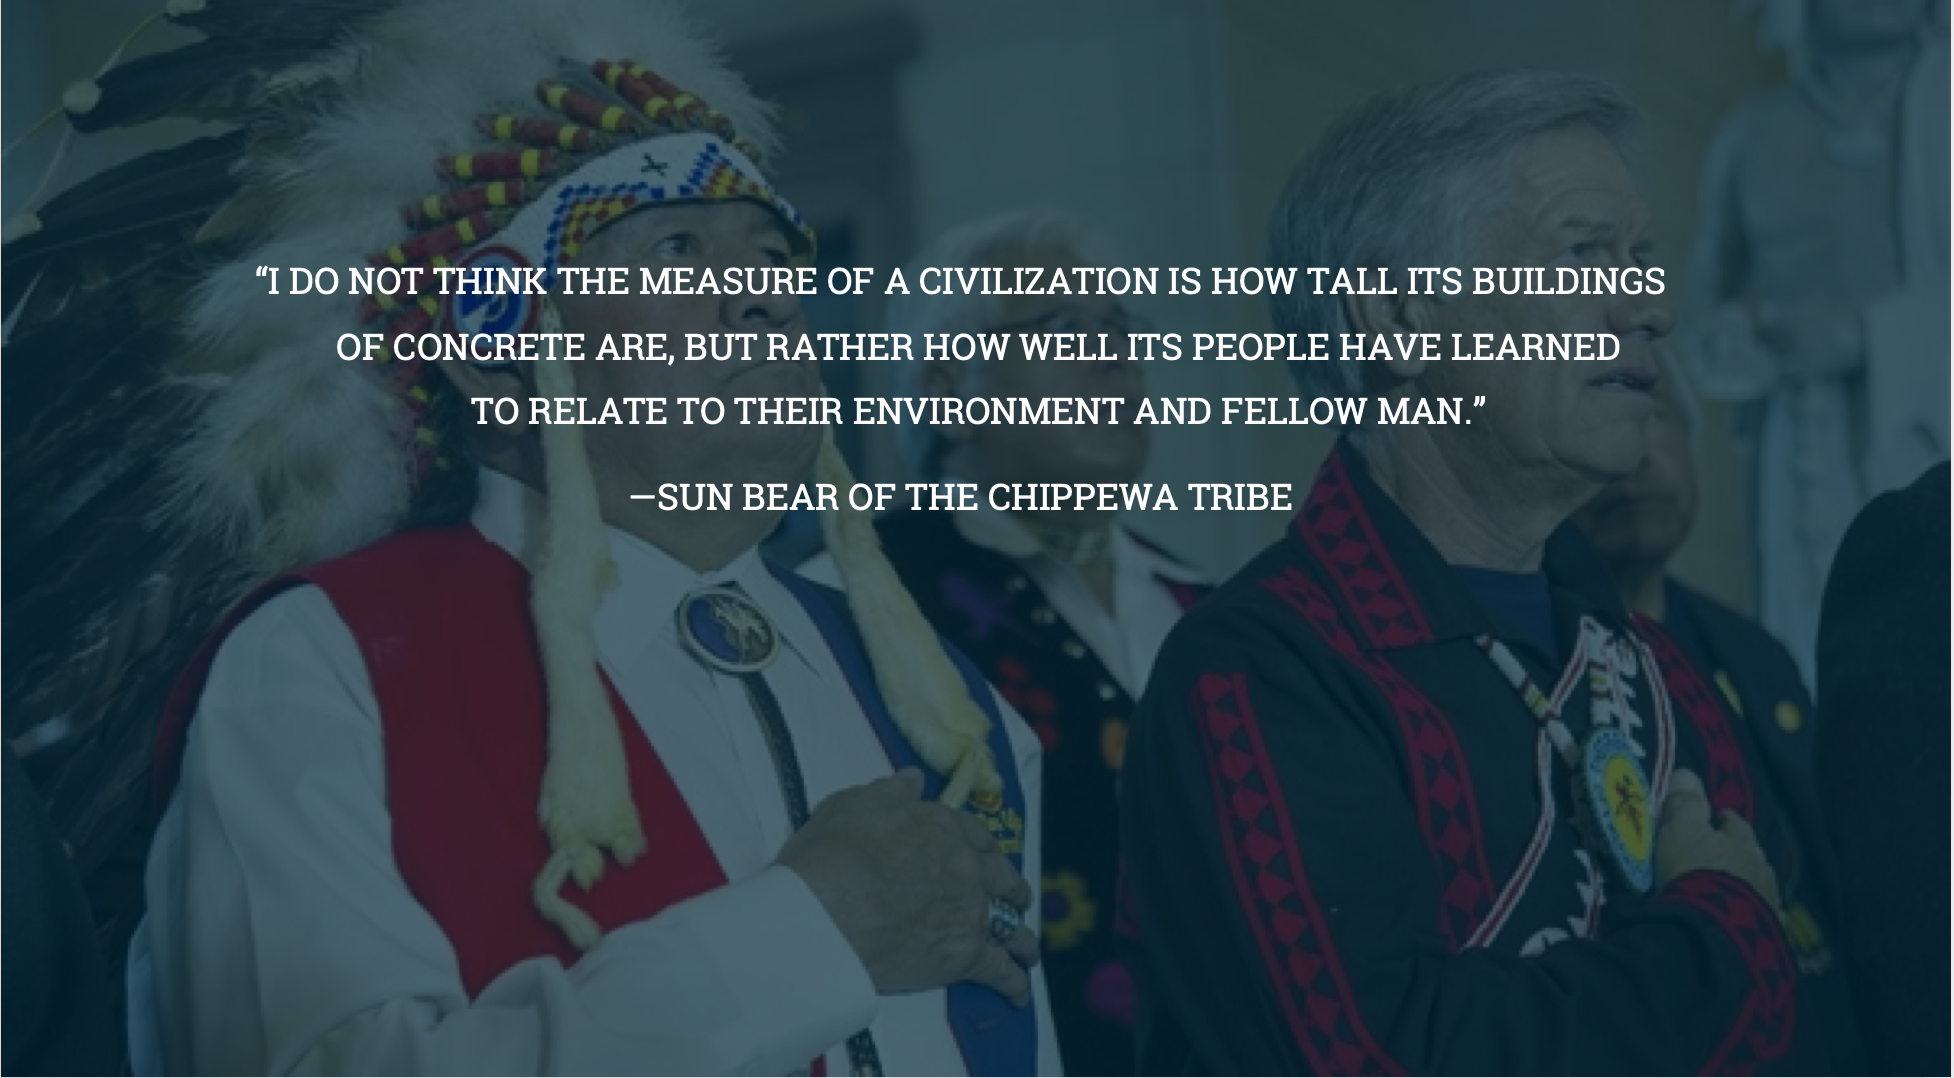 “I DO NOT THINK THE MEASURE OF A CIVILIZATION IS HOW TALL ITS BUILDINGS
OF CONCRETE ARE, BUT RATHER HOW WELL ITS PEOPLE HAVE LEARNED
TO RELATE TO THEIR ENVIRONMENT AND FELLOW MAN.”
—SUN BEAR OF THE CHIPPEWA TRIBE